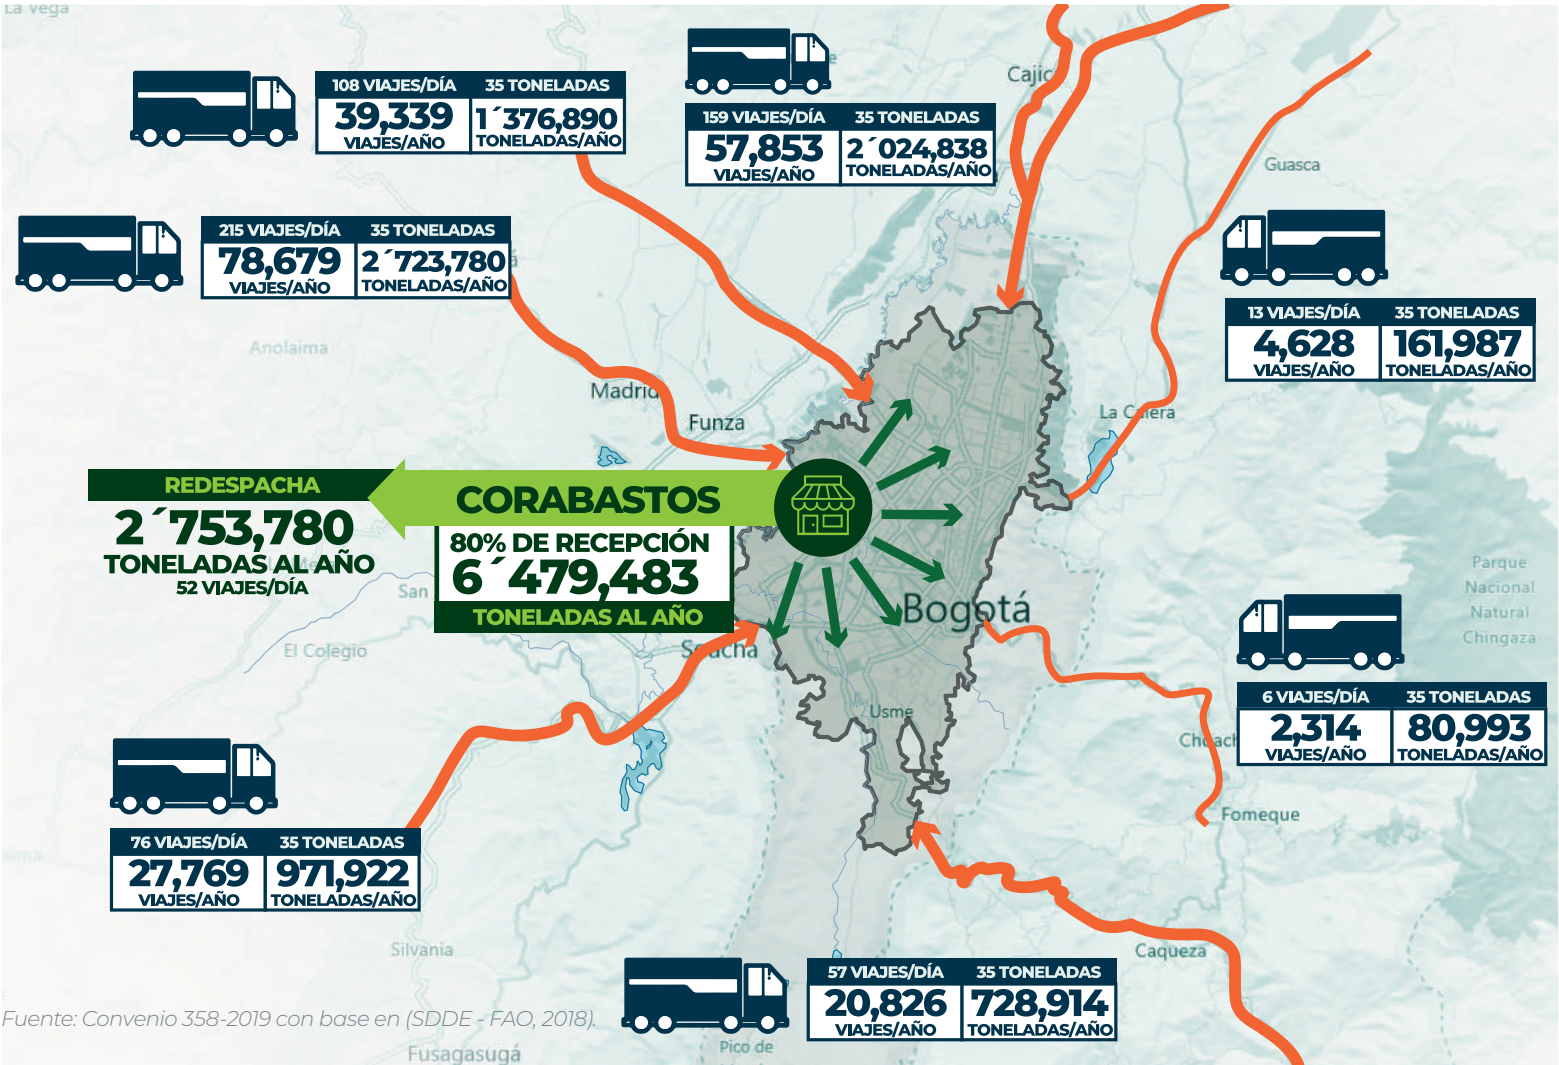 La Vega
108 VIAJES/DÍA
35 TONELADAS
39,339
VIAJES/AÑO
1´376,890
TONELADAS/AÑO
159 VIAJES/DÍA
35 TONELADAS
57,853
VIAJES/AÑO
2´024,838
TONELADAS/AÑO
Guasca
215 VIAJES/DÍA
35 TONELADAS
78,679
VIAJES/AÑO
2´723,780
TONELADAS/AÑO
13 VIAJES/DÍA
35 TONELADAS
4,628
VIAJES/AÑO
161,987
TONELADAS/AÑO
Anolaima
Madrid
Funza
La Calera
REDESPACHA
2´753,780
TONELADAS AL AÑO
52 VIAJES/DÍA
CORABASTOS
80% DE RECEPCIÓN
6´479,483
TONELADAS AL AÑO
San
El Colegio
Soacha
Bogotá
Usme
Parque
Nacional
Natural
Chingaza
6 VIAJES/DÍA
35 TONELADAS
2,314
VIAJES/AÑO
80,993
TONELADAS/AÑO
Fomeque
76 VIAJES/DÍA
35 TONELADAS
27,769
VIAJES/AÑO
971,922
TONELADAS/AÑO
Silvania
Caqueza
57 VIAJES/DÍA
35 TONELADAS
20,826
VIAJES/AÑO
728,914
TONELADAS/AÑO
Fuente: Convenio 358-2019 con base en (SDDE - FAO, 2018).
Fusagasugá
Pico de